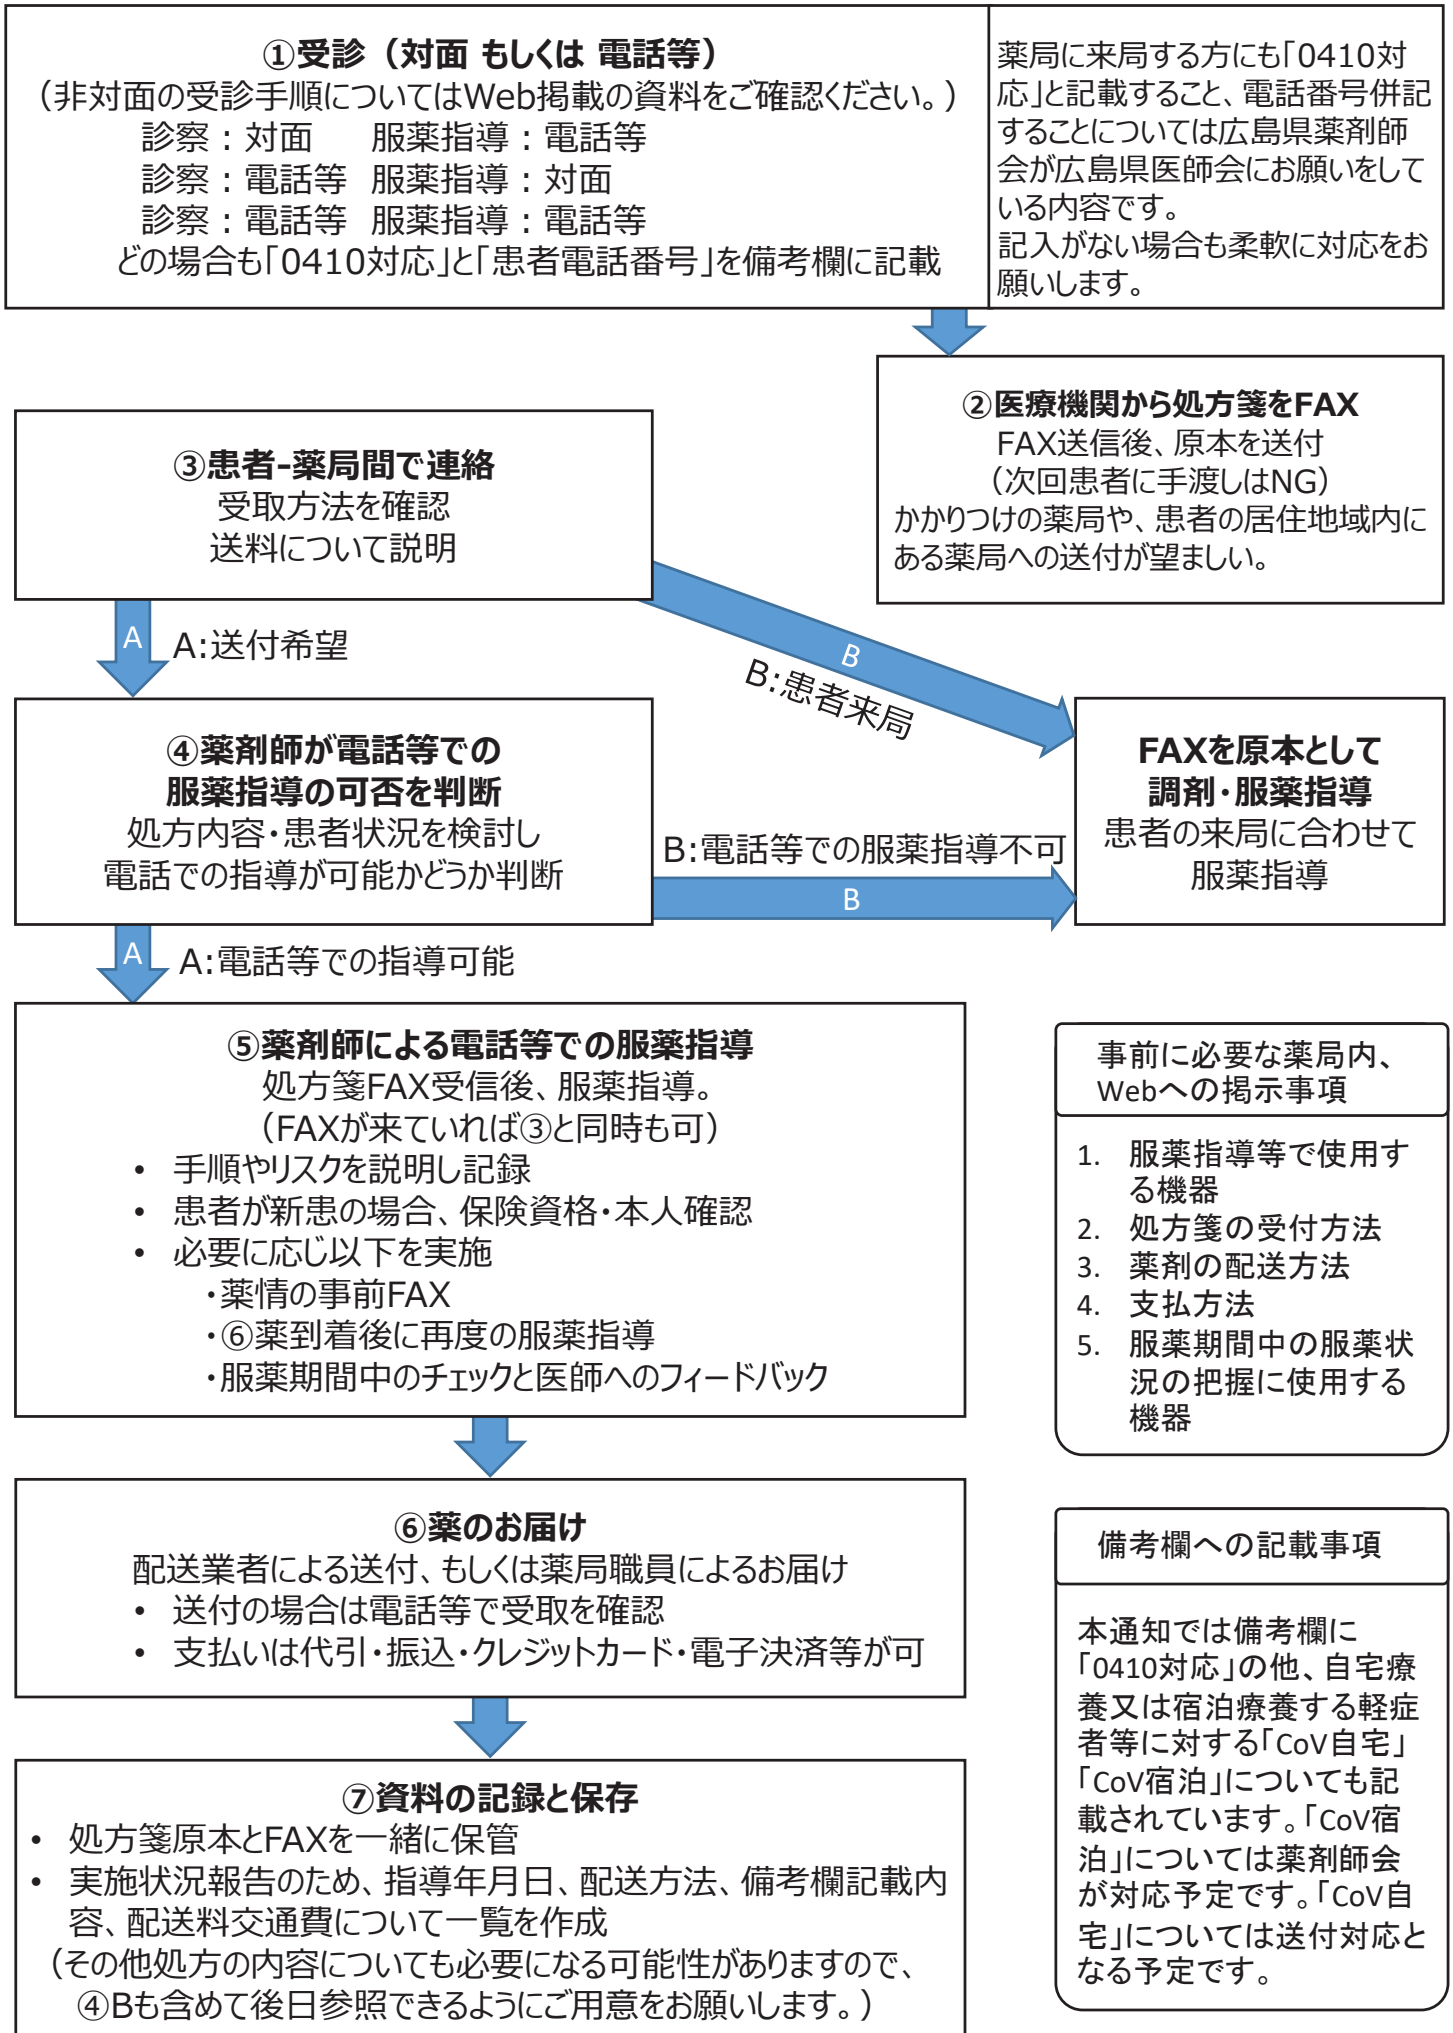 ①受診（対面 もしくは 電話等）
（非対面の受診手順についてはWeb掲載の資料をご確認ください。）
診察：対面　服薬指導：電話等
診察：電話等　服薬指導：対面
診察：電話等　服薬指導：電話等
どの場合も「0410対応」と「患者電話番号」を備考欄に記載
薬局に来局する方にも「0410対
応」と記載すること、電話番号併記
することについては広島県薬剤師
会が広島県医師会にお願いをして
いる内容です。
記入がない場合も柔軟に対応をお
願いします。
②医療機関から処方箋をFAX
FAX送信後、原本を送付
（次回患者に手渡しはNG）
かかりつけの薬局や、患者の居住地域内に
ある薬局への送付が望ましい。
③患者-薬局間で連絡
受取方法を確認
送料について説明
A
A:送付希望
B
B:患者来局
④薬剤師が電話等での
服薬指導の可否を判断
処方内容・患者状況を検討し
電話での指導が可能かどうか判断
B:電話等での服薬指導不可
B
FAXを原本として
調剤・服薬指導
患者の来局に合わせて
服薬指導
A
A:電話等での指導可能
⑤薬剤師による電話等での服薬指導
処方箋FAX受信後、服薬指導。
（FAXが来ていれば③と同時も可）
• 手順やリスクを説明し記録
• 患者が新患の場合、保険資格・本人確認
• 必要に応じ以下を実施
・薬情の事前FAX
・⑥薬到着後に再度の服薬指導
・服薬期間中のチェックと医師へのフィードバック
事前に必要な薬局内、
Webへの掲示事項
1. 服薬指導等で使用す
る機器
2. 処方箋の受付方法
3. 薬剤の配送方法
4. 支払方法
5. 服薬期間中の服薬状
況の把握に使用する
機器
⑥薬のお届け
配送業者による送付、もしくは薬局職員によるお届け
• 送付の場合は電話等で受取を確認
• 支払いは代引・振込・クレジットカード・電子決済等が可
備考欄への記載事項
本通知では備考欄に
「0410対応」の他、自宅療
養又は宿泊療養する軽症
者等に対する「CoV自宅」
「CoV宿泊」についても記
載されています。「CoV宿
泊」については薬剤師会
が対応予定です。「CoV自
宅」については送付対応と
なる予定です。
⑦資料の記録と保存
• 処方箋原本とFAXを一緒に保管
• 実施状況報告のため、指導年月日、配送方法、備考欄記載内
容、配送料交通費について一覧を作成
（その他処方の内容についても必要になる可能性がありますので、
④Bも含めて後日参照できるようにご用意をお願いします。）